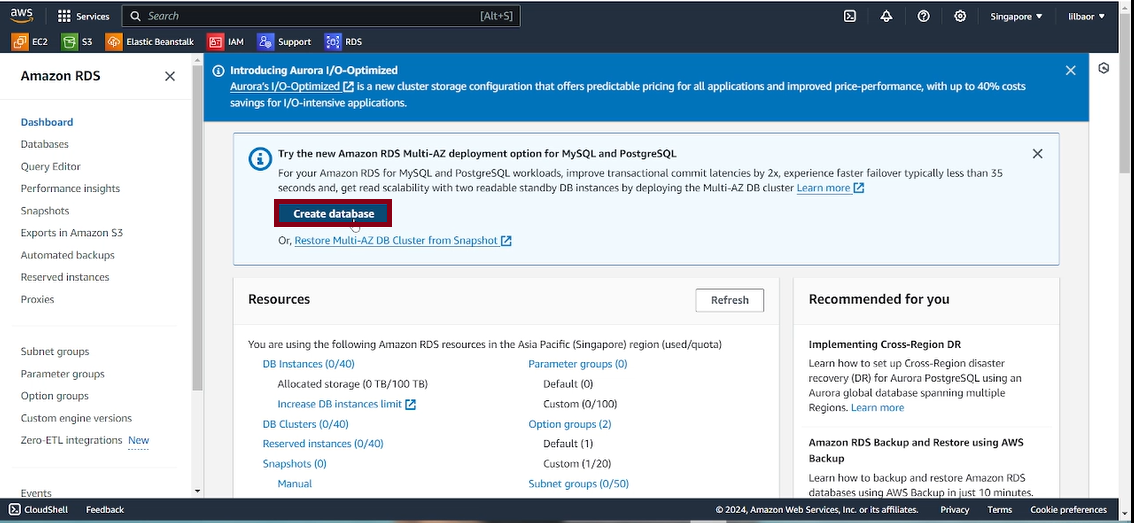 aws
Services
Search
[Alt+S]
Singapore
lilbaor
EC2
S3
Elastic Beanstalk
IAM
Support
RDS
Amazon RDS
Dashboard
Databases
Query Editor
Performance insights
Snapshots
Exports in Amazon S3
Automated backups
Reserved instances
Proxies
Subnet groups
Parameter groups
Option groups
Custom engine versions
Zero-ETL integrations New
Events
Introducing Aurora I/O-Optimized
Aurora's I/O-Optimized is a new cluster storage configuration that offers predictable pricing for all applications and improved price-performance, with up to 40% costs
savings for I/O-intensive applications.
Try the new Amazon RDS Multi-AZ deployment option for MySQL and PostgreSQL
For your Amazon RDS for MySQL and PostgreSQL workloads, improve transactional commit latencies by 2x, experience faster failover typically less than 35
seconds and, get read scalability with two readable standby DB instances by deploying the Multi-AZ DB cluster Learn more
Create database
Or, Restore Multi-AZ DB Cluster from Snapshot
Resources
Refresh
You are using the following Amazon RDS resources in the Asia Pacific (Singapore) region (used/quota)
DB Instances (0/40)
Allocated storage (0 TB/100 TB)
Increase DB instances limit
DB Clusters (0/40)
Reserved instances (0/40)
Snapshots (0)
Manual
Parameter groups (0)
Default (0)
Custom (0/100)
Option groups (2)
Default (1)
Custom (1/20)
Subnet groups (0/50)
Recommended for you
Implementing Cross-Region DR
Learn how to set up Cross-Region disaster
recovery (DR) for Aurora PostgreSQL using an
Aurora global database spanning multiple
Regions. Learn more
Amazon RDS Backup and Restore using AWS
Backup
Learn how to backup and restore Amazon RDS
databases using AWS Backup in just 10 minutes.
CloudShell
Feedback
© 2024, Amazon Web Services, Inc. or its affiliates.
Privacy
Terms
Cookie preferences